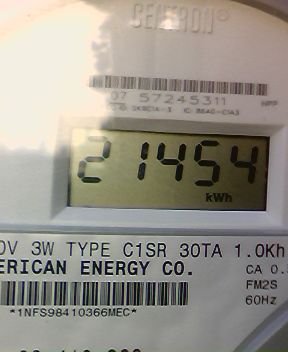 CENTRON®
07 57245311
21454
kWh
0V 3W TYPE C1SR 30TA 1.0Kh
ERICAN ENERGY CO.
CA 0.
FM2S
60Hz
*1NFS98410366MEC*